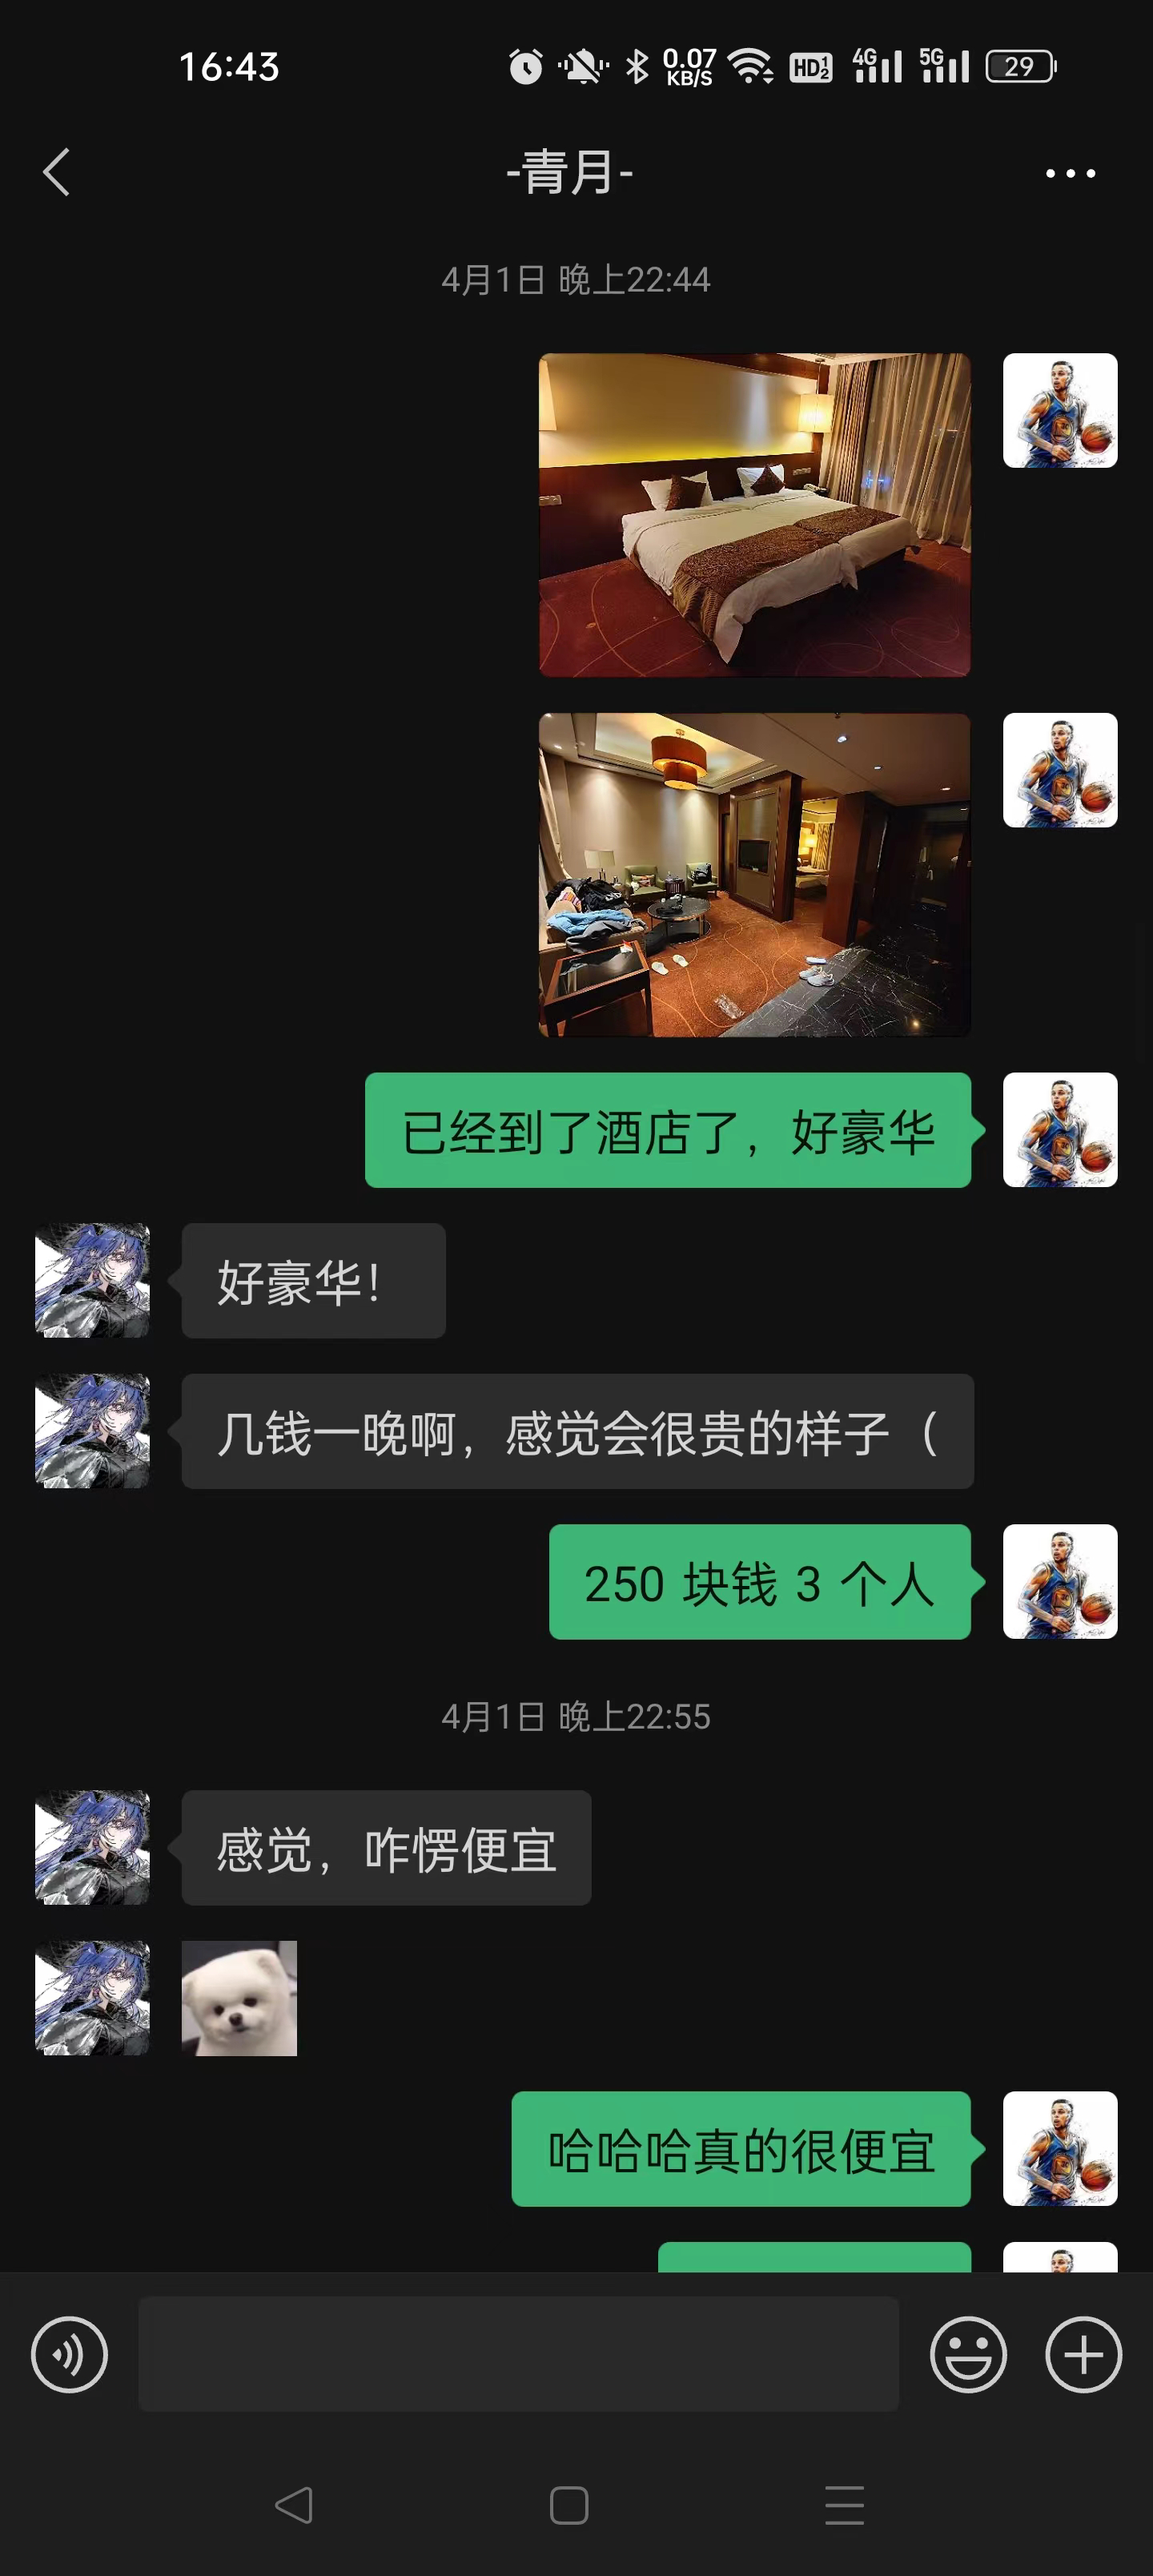 16:43
0.07
KB/S
HD 1 2
4G
5G
29
-青月-
4月1日 晚上22:44
已经到了酒店了，好豪华
好豪华！
几钱一晚啊，感觉会很贵的样子（
250 块钱 3 个人
4月1日 晚上22:55
感觉，咋愣便宜
哈哈哈真的很便宜